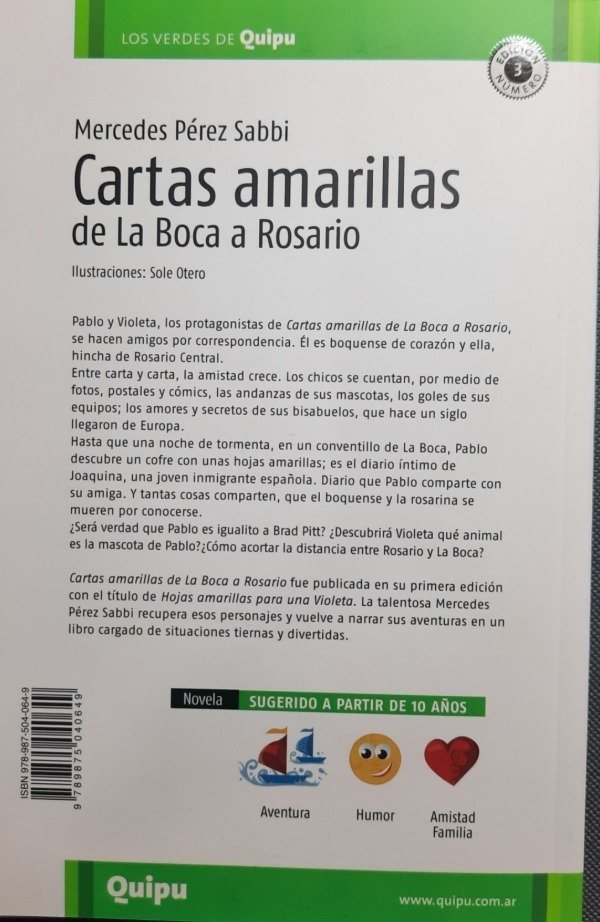 LOS VERDES DE Quipu
EDICIÓN
3
NÚMERO
Mercedes Pérez Sabbi
Cartas amarillas
de La Boca a Rosario
Ilustraciones: Sole Otero
Pablo y Violeta, los protagonistas de Cartas amarillas de La Boca a Rosario,
se hacen amigos por correspondencia. Él es boquense de corazón y ella,
hincha de Rosario Central.
Entre carta y carta, la amistad crece. Los chicos se cuentan, por medio de
fotos, postales y cómics, las andanzas de sus mascotas, los goles de sus
equipos; los amores y secretos de sus bisabuelos, que hace un siglo
llegaron de Europa.
Hasta que una noche de tormenta, en un conventillo de La Boca, Pablo
descubre un cofre con unas hojas amarillas; es el diario íntimo de
Joaquina, una joven inmigrante española. Diario que Pablo comparte con
su amiga. Y tantas cosas comparten, que el boquense y la rosarina se
mueren por conocerse.
¿Será verdad que Pablo es igualito a Brad Pitt? ¿Descubrirá Violeta qué animal
es la mascota de Pablo?¿Cómo acortar la distancia entre Rosario y La Boca?
Cartas amarillas de La Boca a Rosario fue publicada en su primera edición
con el título de Hojas amarillas para una Violeta. La talentosa Mercedes
Pérez Sabbi recupera esos personajes y vuelve a narrar sus aventuras en un
libro cargado de situaciones tiernas y divertidas.
ISBN 978-987-504-064-9
9 789875 040649
Novela
SUGERIDO A PARTIR DE 10 AÑOS
Aventura
Humor
Amistad
Familia
Quipu
www.quipu.com.ar